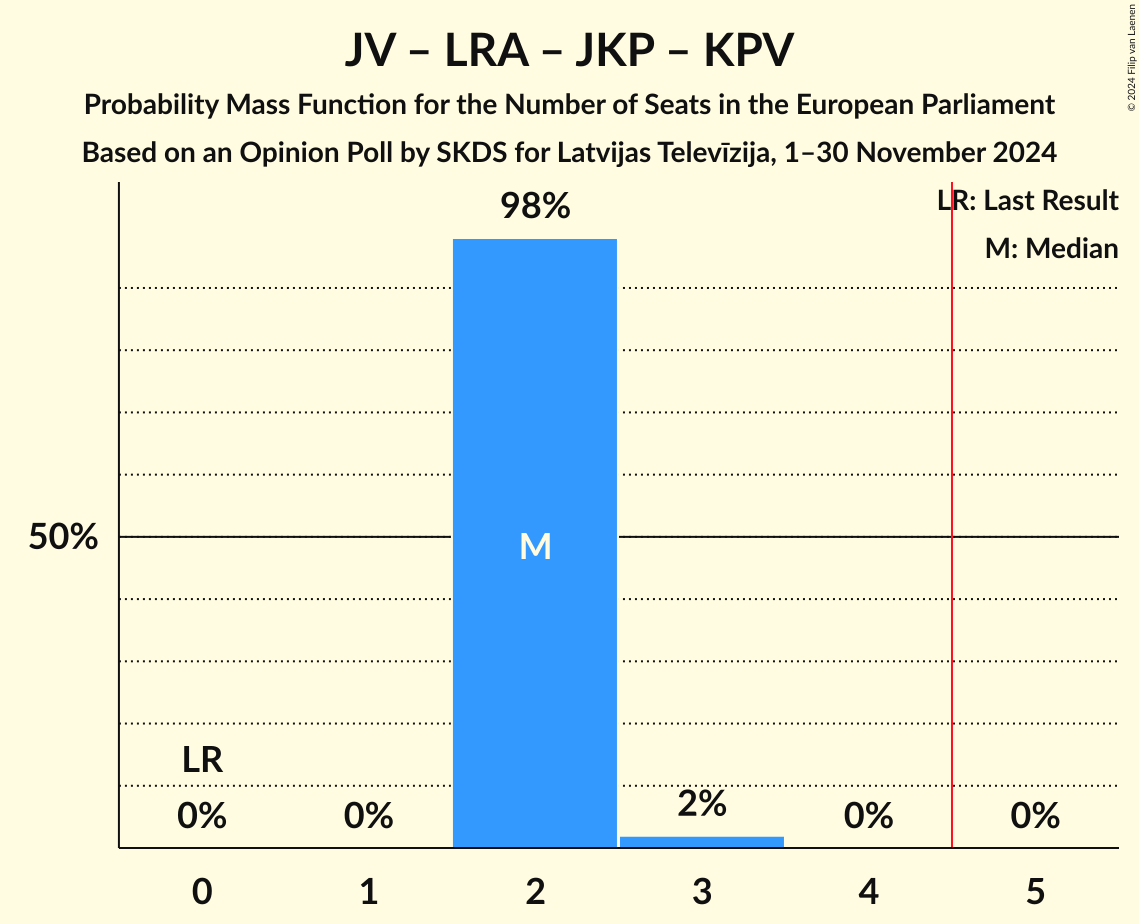 JV – LRA – JKP – KPV
Probability Mass Function for the Number of Seats in the European Parliament
Based on an Opinion Poll by SKDS for Latvijas Televīzija, 1–30 November 2024
© 2024 Filip van Laenen
LR: Last Result
M: Median
98%
50%
M
LR
0%
0%
2%
0%
0%
0
1
2
3
4
5